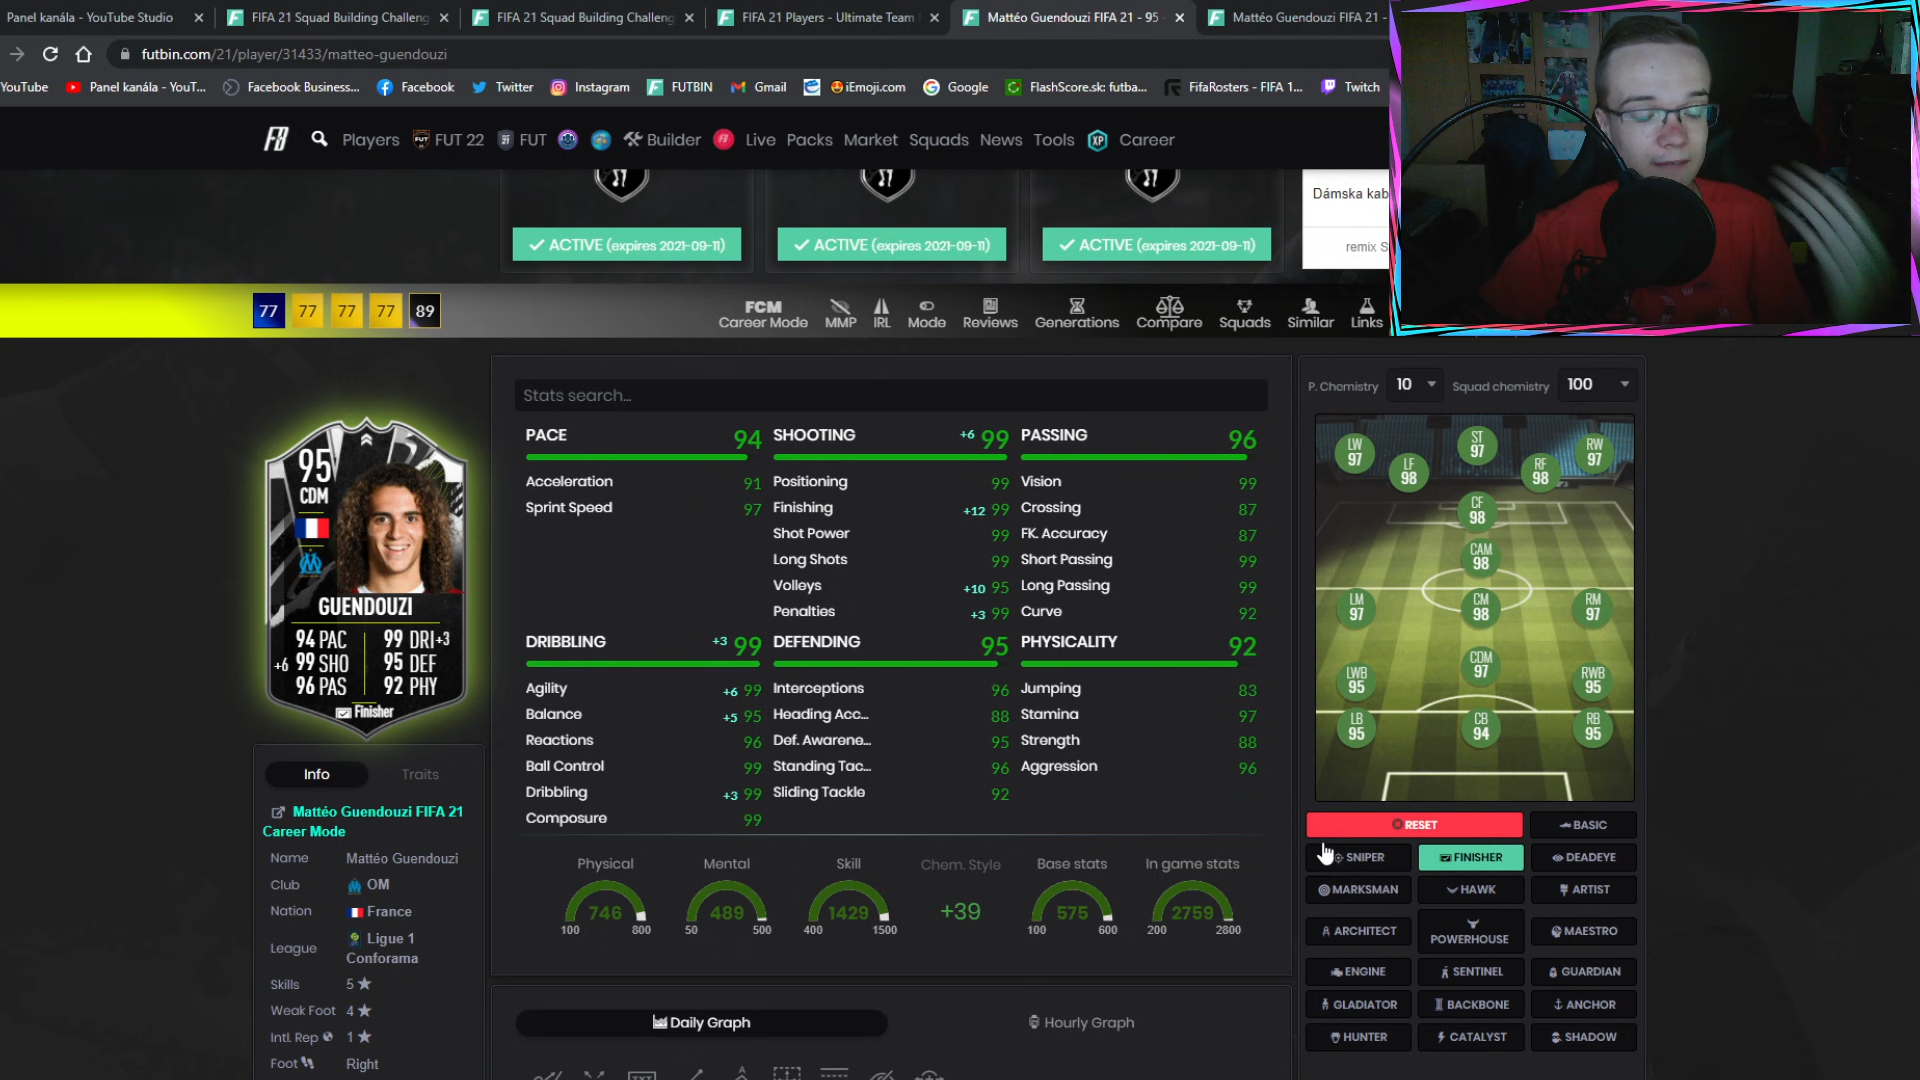 Panel kanála - YouTube Studio
FIFA 21 Squad Building Challeng
FIFA 21 Squad Building Challeng
FIFA 21 Players - Ultimate Team
Mattéo Guendouzi FIFA 21 - 95
Mattéo Guendouzi FIFA 21 -
futbin.com/21/player/31433/matteo-guendouzi
YouTube
Panel kanála - YouT...
Facebook Business...
Facebook
Twitter
Instagram
FUTBIN
Gmail
iEmoji.com
Google
FlashScore.sk: futba...
FifaRosters - FIFA 1...
Twitch
Players
FUT 22
FUT
Builder
Live
Packs
Market
Squads
News
Tools
XP
Career
Dámska kab
ACTIVE (expires 2021-09-11)
ACTIVE (expires 2021-09-11)
ACTIVE (expires 2021-09-11)
remix S
77 77 77 77 89
FCM
Career Mode
MMP
IRL
Mode
Reviews
Generations
Compare
Squads
Similar
Links
95
CDM
GUENDOUZI
94 PAC 99 DRI+3
+6 99 SHO 95 DEF
96 PAS 92 PHY
Finisher
Info
Traits
Mattéo Guendouzi FIFA 21
Career Mode
Name Mattéo Guendouzi
Club OM
Nation France
League Ligue 1
Conforama
Skills 5
Weak Foot 4
Intl. Rep 1
Foot Right
Stats search...
PACE 94
Acceleration 91
Sprint Speed 97
SHOOTING +6 99
Positioning 99
Finishing +12 99
Shot Power 99
Long Shots 99
Volleys +10 95
Penalties +3 99
PASSING 96
Vision 99
Crossing 87
FK. Accuracy 87
Short Passing 99
Long Passing 99
Curve 92
DRIBBLING +3 99
Agility +6 99
Balance +5 95
Reactions 96
Ball Control 99
Dribbling +3 99
Composure 99
DEFENDING 95
Interceptions 96
Heading Acc... 88
Def. Awarene... 95
Standing Tac... 96
Sliding Tackle 92
PHYSICALITY 92
Jumping 83
Stamina 97
Strength 88
Aggression 96
Physical
746
100 800
Mental
489
50 500
Skill
1429
400 1500
Chem. Style
+39
Base stats
575
100 600
In game stats
2759
200 2800
Daily Graph
Hourly Graph
TXT
P. Chemistry 10
Squad chemistry 100
LW
97
ST
97
RW
97
LF
98
RF
98
CF
98
CAM
98
LM
97
CM
98
RM
97
LWB
95
CDM
97
RWB
95
LB
95
CB
94
RB
95
RESET
BASIC
SNIPER
FINISHER
DEADEYE
MARKSMAN
HAWK
ARTIST
ARCHITECT
POWERHOUSE
MAESTRO
ENGINE
SENTINEL
GUARDIAN
GLADIATOR
BACKBONE
ANCHOR
HUNTER
CATALYST
SHADOW